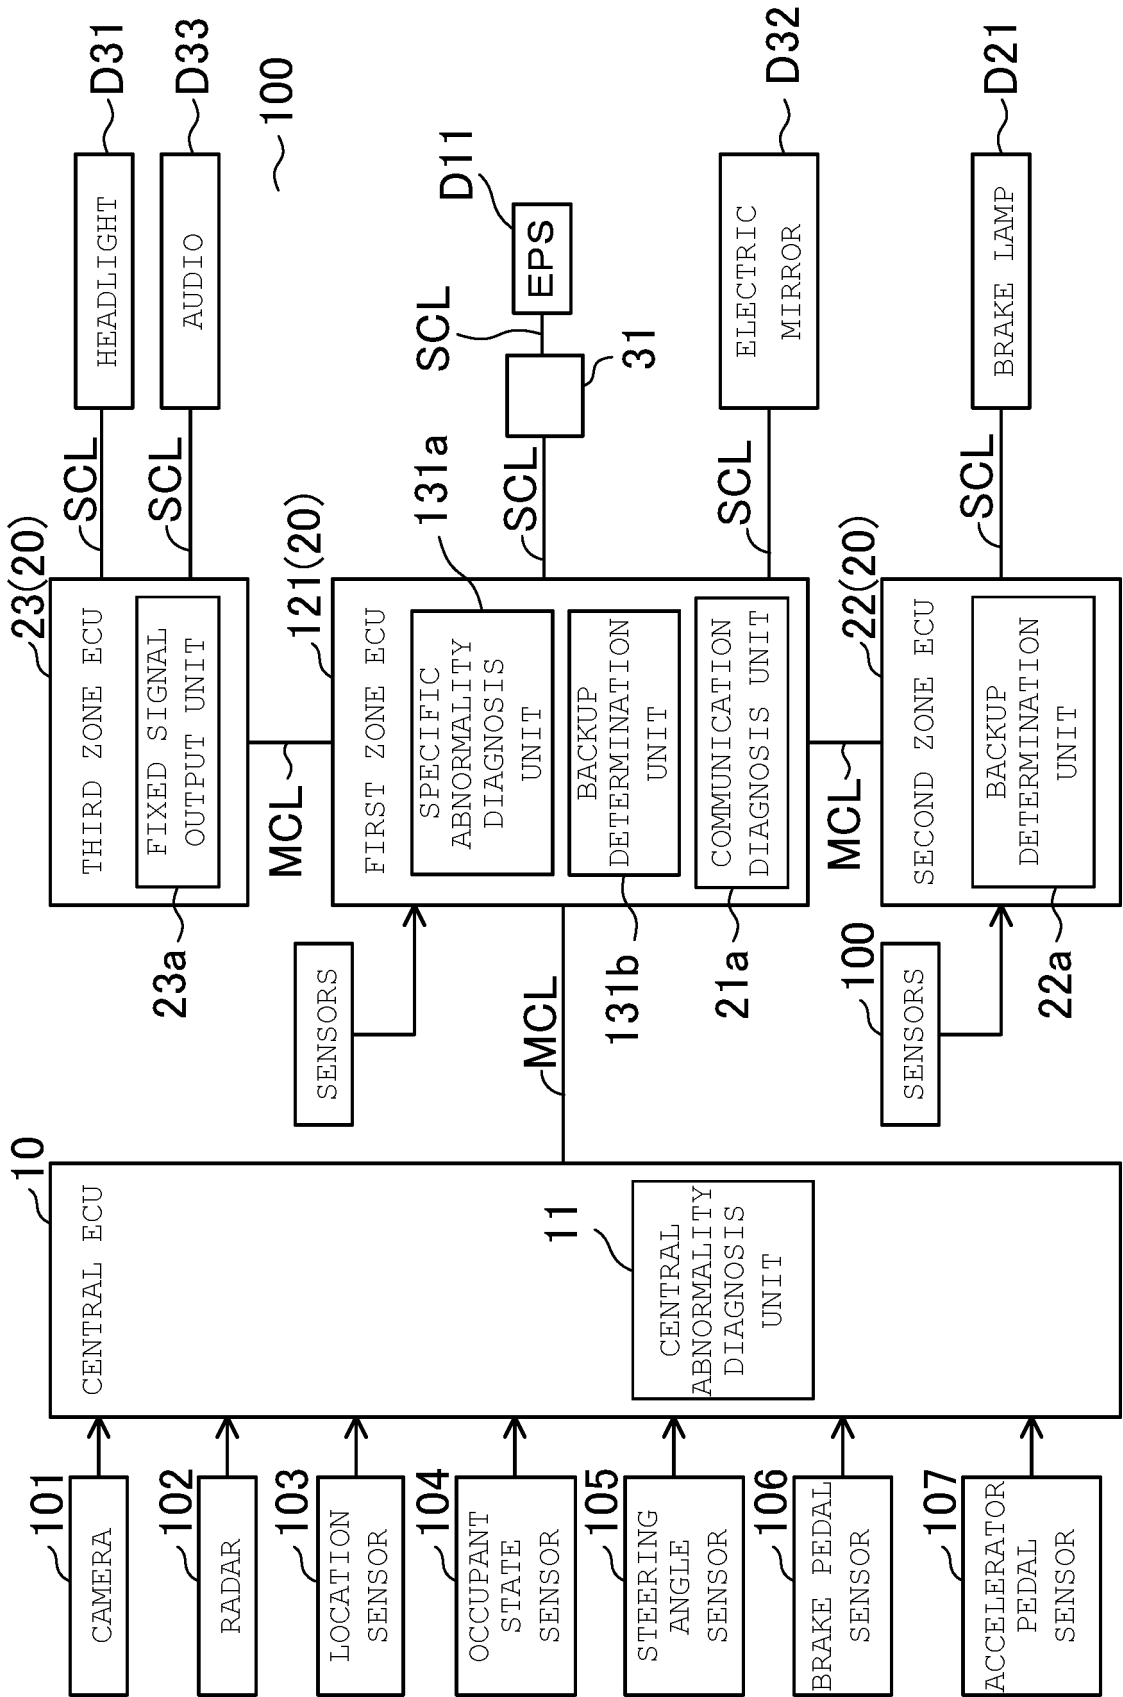 101
CAMERA
102
RADAR
103
LOCATION
SENSOR
104
OCCUPANT
STATE
SENSOR
105
STEERING
ANGLE
SENSOR
106
BRAKE PEDAL
SENSOR
107
ACCELERATOR
PEDAL
SENSOR
10
CENTRAL ECU
11
CENTRAL
ABNORMALITY
DIAGNOSIS
UNIT
MCL
SENSORS
100
SENSORS
23(20)
THIRD ZONE ECU
FIXED SIGNAL
OUTPUT UNIT
23a
MCL
121(20)
FIRST ZONE ECU
SPECIFIC
ABNORMALITY
DIAGNOSIS
UNIT
131a
BACKUP
DETERMINATION
UNIT
131b
COMMUNICATION
DIAGNOSIS UNIT
21a
MCL
22(20)
SECOND ZONE ECU
BACKUP
DETERMINATION
UNIT
22a
SCL
HEADLIGHT
D31
SCL
AUDIO
D33
100
SCL
31
SCL
EPS
D11
SCL
ELECTRIC
MIRROR
D32
SCL
BRAKE LAMP
D21